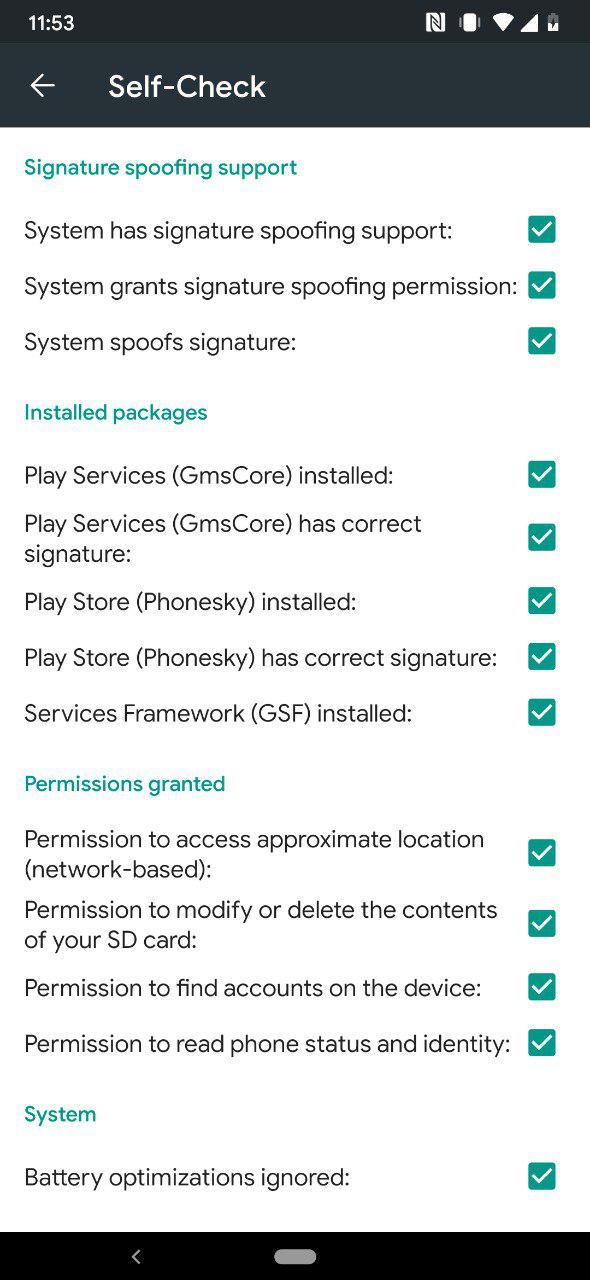 11:53
Self-Check
Signature spoofing support
System has signature spoofing support:
System grants signature spoofing permission:
System spoofs signature:
Installed packages
Play Services (GmsCore) installed:
Play Services (GmsCore) has correct
signature:
Play Store (Phonesky) installed:
Play Store (Phonesky) has correct signature:
Services Framework (GSF) installed:
Permissions granted
Permission to access approximate location
(network-based):
Permission to modify or delete the contents
of your SD card:
Permission to find accounts on the device:
Permission to read phone status and identity:
System
Battery optimizations ignored: